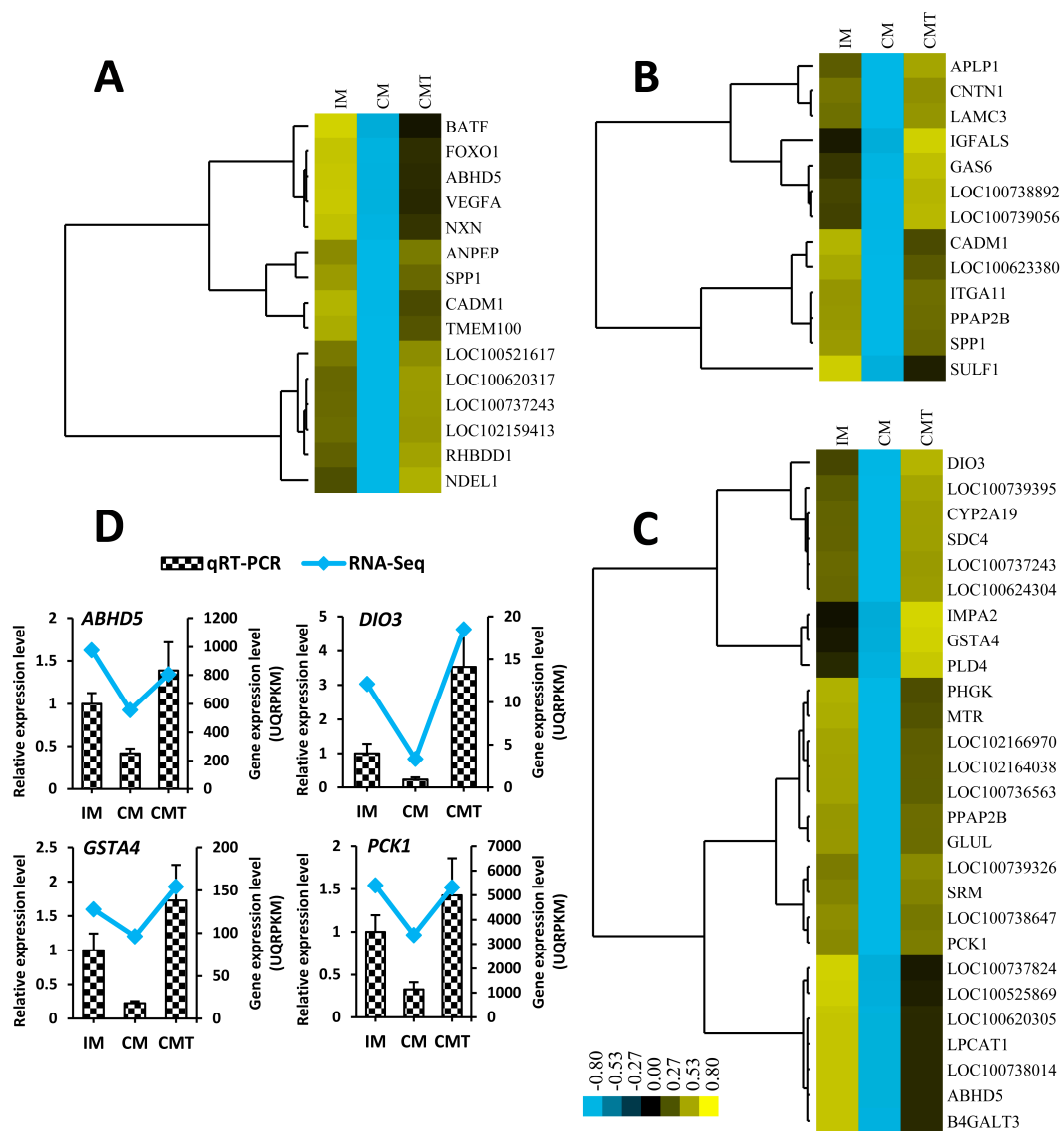 A
IM CM CMT
BATF
FOXO1
ABHD5
VEGFA
NXN
ANPEP
SPP1
CADM1
TMEM100
LOC100521617
LOC100620317
LOC100737243
LOC102159413
RHBDD1
NDEL1
B
IM CM CMT
APLP1
CNTN1
LAMC3
IGFALS
GAS6
LOC100738892
LOC100739056
CADM1
LOC100623380
ITGA11
PPAP2B
SPP1
SULF1
C
IM CM CMT
DIO3
LOC100739395
CYP2A19
SDC4
LOC100737243
LOC100624304
IMPA2
GSTA4
PLD4
PHGK
MTR
LOC102166970
LOC102164038
LOC100736563
PPAP2B
GLUL
LOC100739326
SRM
LOC100738647
PCK1
LOC100737824
LOC100525869
LOC100620305
LPCAT1
LOC100738014
ABHD5
B4GALT3
-0.80 -0.53 -0.27 0.00 0.27 0.53 0.80
D
qRT-PCR RNA-Seq
ABHD5
Relative expression level
2
1.5
1
0.5
0
1200
1000
800
600
400
200
0
Gene expression level
(UQRPKM)
IM CM CMT
DIO3
Relative expression level
5
4
3
2
1
0
20
15
10
5
0
Gene expression level
(UQRPKM)
IM CM CMT
GSTA4
Relative expression level
2.5
2
1.5
1
0.5
0
200
150
100
50
0
Gene expression level
(UQRPKM)
IM CM CMT
PCK1
Relative expression level
2
1.5
1
0.5
0
7000
6000
5000
4000
3000
2000
1000
0
Gene expression level
(UQRPKM)
IM CM CMT